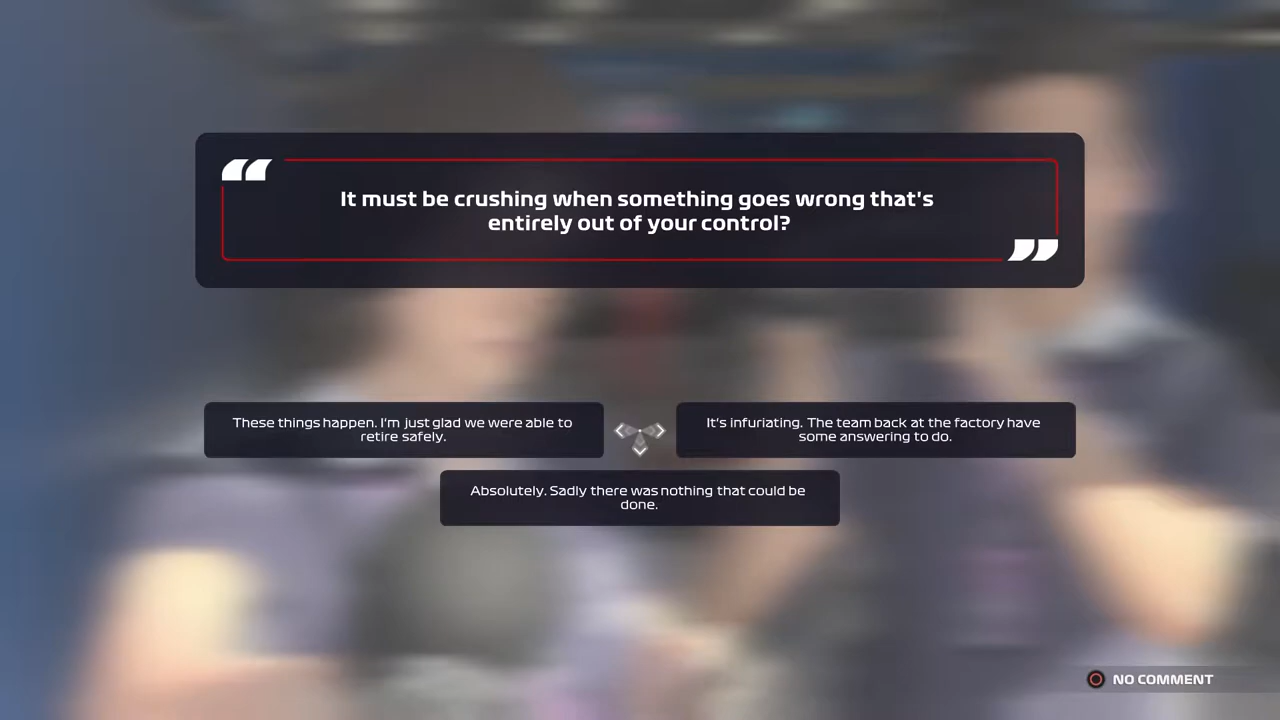 It must be crushing when something goes wrong that's
entirely out of your control?
These things happen. I'm just glad we were able to
retire safely.
It's infuriating. The team back at the factory have
some answering to do.
Absolutely. Sadly there was nothing that could be
done.
NO COMMENT